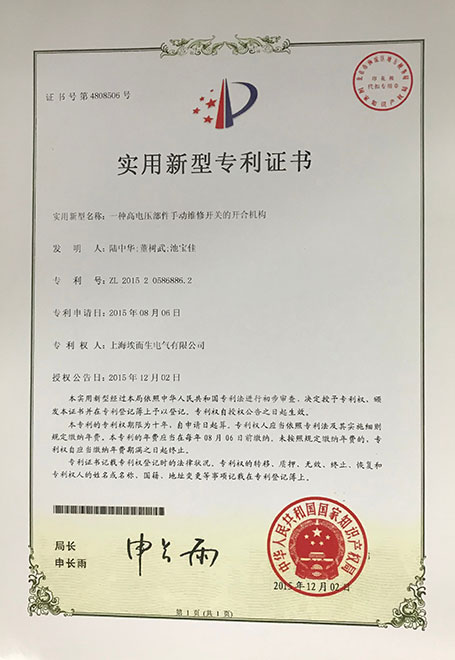 证书号第4808506号
印花税
代扣专用章
实用新型专利证书
实用新型名称：一种高电压部件手动维修开关的开合机构
发明人：陆中华;董树武;池宝佳
专利号：ZL 2015 2 0586886.2
专利申请日：2015年08月06日
专利权人：上海埃而生电气有限公司
授权公告日：2015年12月02日
本实用新型经过本局依照中华人民共和国专利法进行初步审查，决定授予专利权，颁
发本证书并在专利登记簿上予以登记。专利权自授权公告之日起生效。
本专利的专利权期限为十年，自申请日起算。专利权人应当依照专利法及其实施细则
规定缴纳年费。本专利的年费应当在每年08月06日前缴纳。未按照规定缴纳年费的，专
利权自应当缴纳年费期满之日起终止。
专利证书记载专利权登记时的法律状况。专利权的转移、质押、无效、终止、恢复和
专利权人的姓名或名称、国籍、地址变更等事项记载在专利登记簿上。
局长
申长雨
申长雨
中华人民共和国国家知识产权局
2015年12月02日
第1页(共1页)